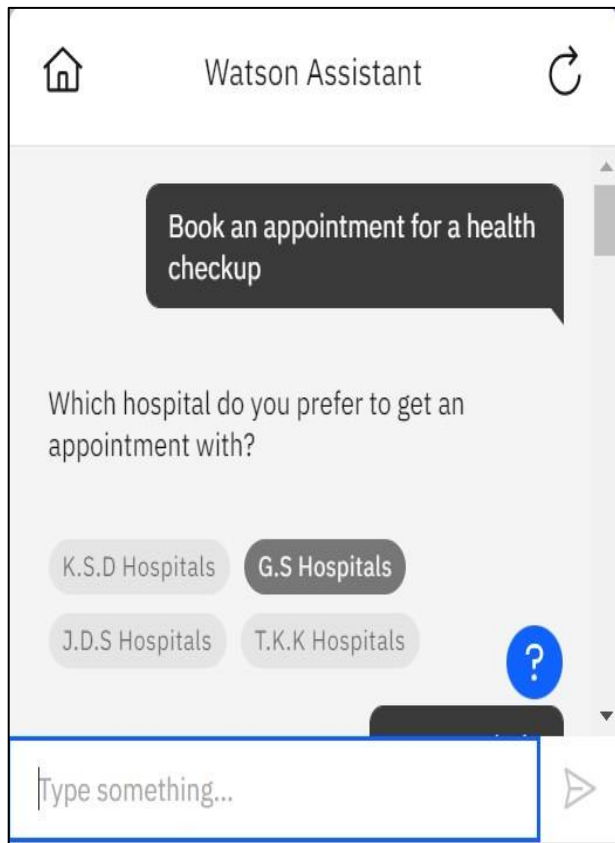 Watson Assistant
Book an appointment for a health
checkup
Which hospital do you prefer to get an
appointment with?
K.S.D Hospitals G.S Hospitals
J.D.S Hospitals T.K.K Hospitals
?
Type something...